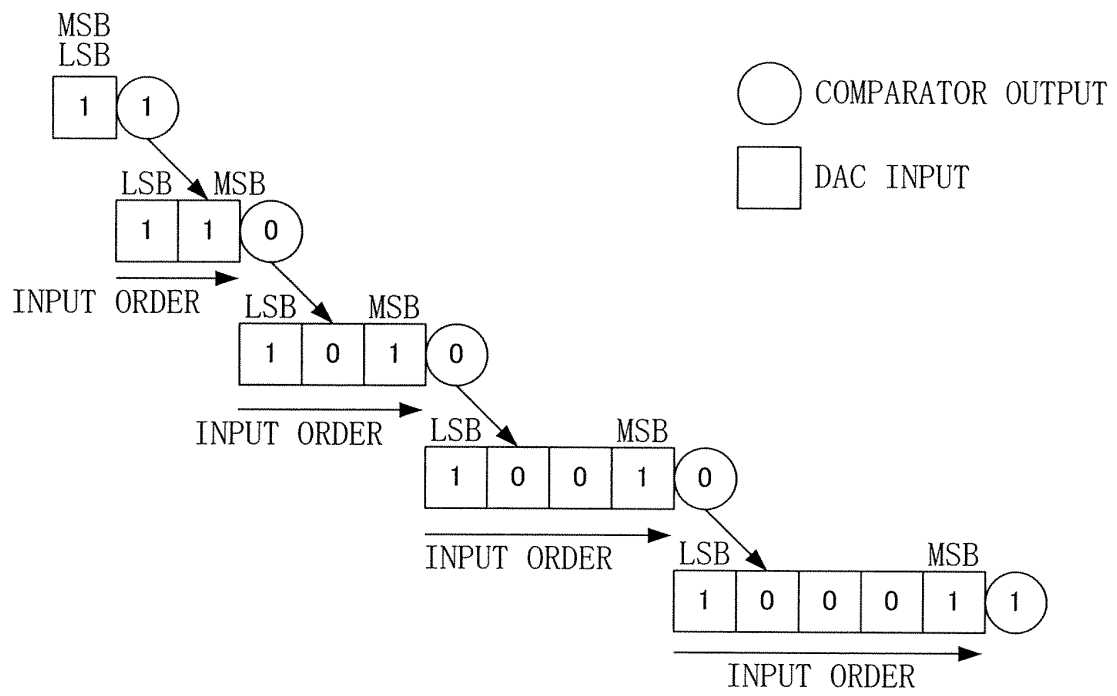 MSB
LSB
1 1
COMPARATOR OUTPUT
DAC INPUT
LSB MSB
1 1 0
INPUT ORDER
LSB MSB
1 0 1 0
INPUT ORDER
LSB MSB
1 0 0 1 0
INPUT ORDER
LSB MSB
1 0 0 0 1 1
INPUT ORDER